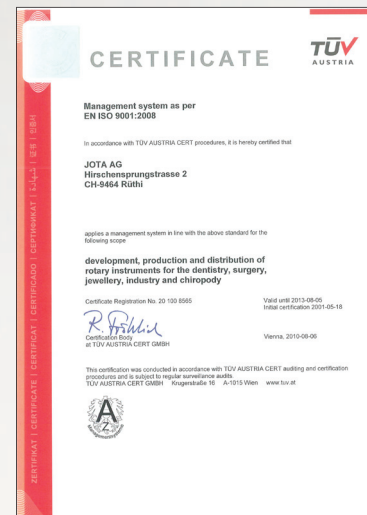 TÜV
AUSTRIA
CERTIFICATE
Management system as per
EN ISO 9001:2008
In accordance with TÜV AUSTRIA CERT procedures, it is hereby certified that
JOTA AG
Hirschensprungstrasse 2
CH-9464 Rüthi
applies a management system in line with the above standard for the
following scope
development, production and distribution of
rotary instruments for the dentistry, surgery,
jewellery, industry and chiropody
Certificate Registration No. 20 100 8565
Valid until 2013-08-05
Initial certification 2001-05-18
R. Fröhlich
Certification Body
at TÜV AUSTRIA CERT GMBH
Vienna, 2010-08-06
This certification was conducted in accordance with TÜV AUSTRIA CERT auditing and certification
procedures and is subject to regular surveillance audits.
TÜV AUSTRIA CERT GMBH Krugerstraße 16 A-1015 Wien www.tuv.at
A
Z
ZERTIFIKAT | CERTIFICATE | CERTIFICAT | CERTIFICADO | СЕРТИФИКАТ